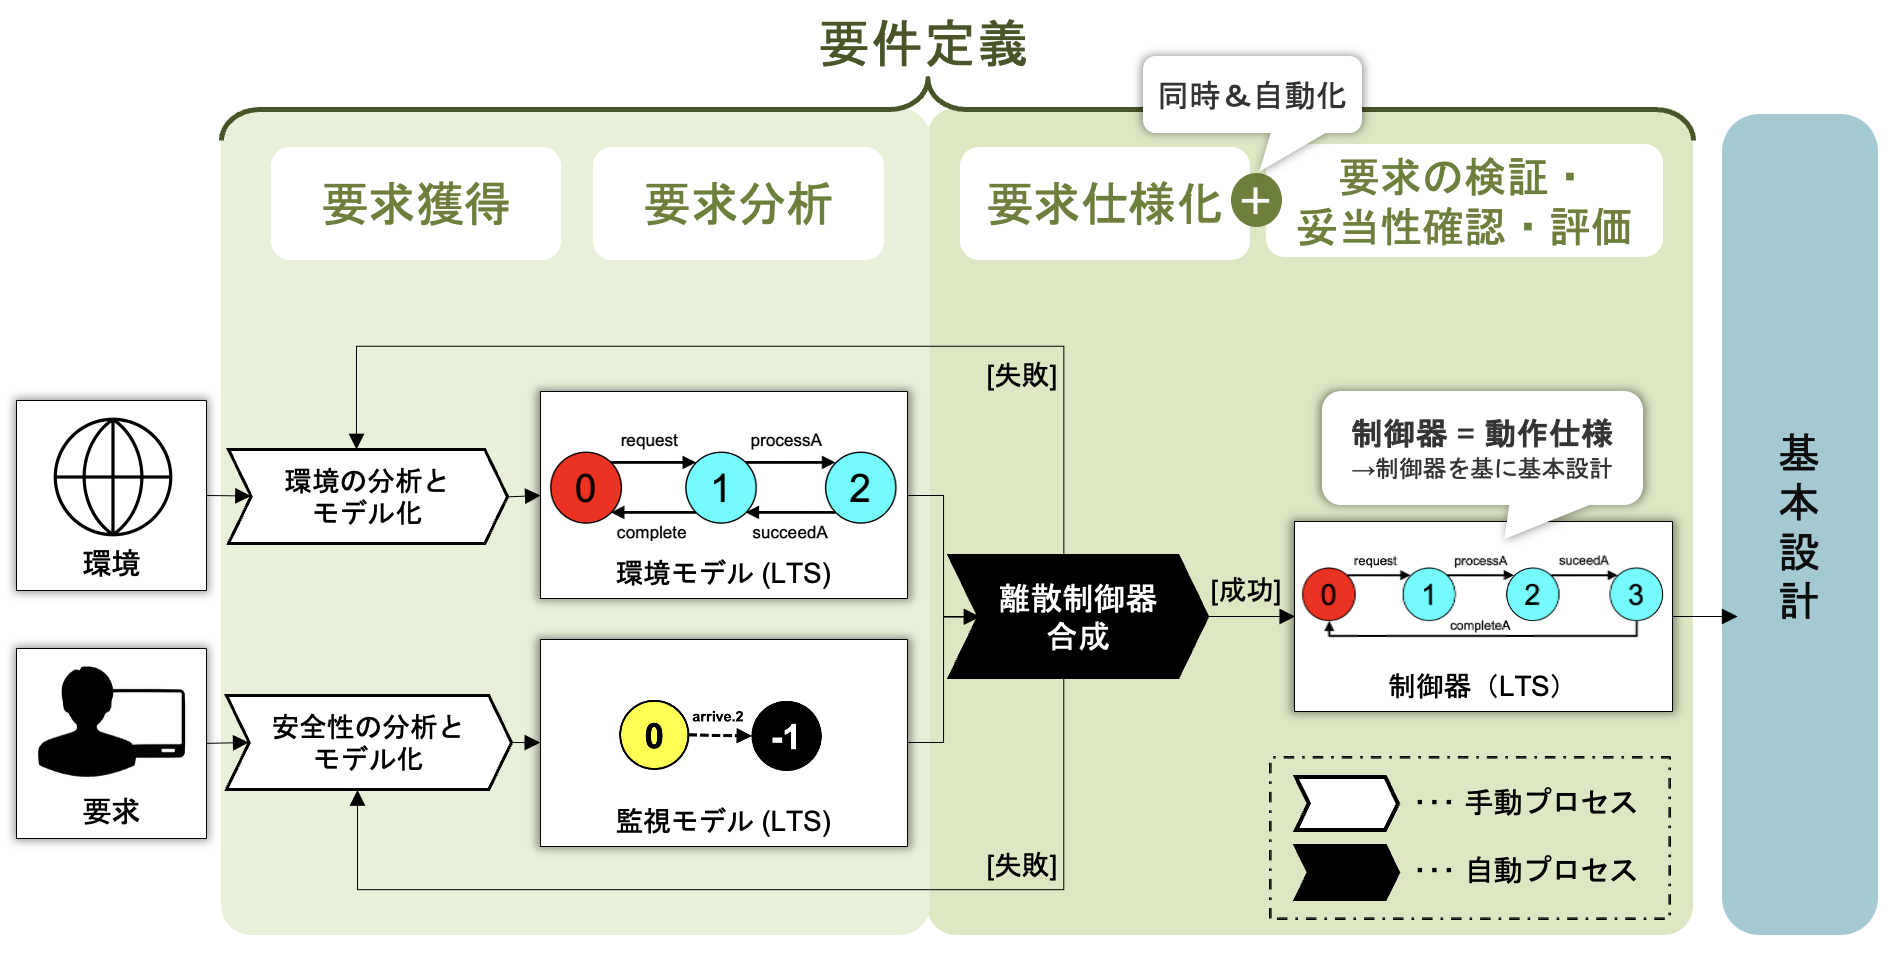 要件定義
同時＆自動化
要求獲得
要求分析
要求仕様化
+
要求の検証・
妥当性確認・評価
[失敗]
環境
環境の分析と
モデル化
request
processA
0
1
2
complete
succeedA
環境モデル (LTS)
制御器 = 動作仕様
→制御器を基に基本設計
離散制御器
合成
[成功]
request
processA
suceedA
0
1
2
3
completeA
制御器（LTS）
基本設計
要求
安全性の分析と
モデル化
0
arrive.2
-1
監視モデル (LTS)
[失敗]
･･･ 手動プロセス
･･･ 自動プロセス